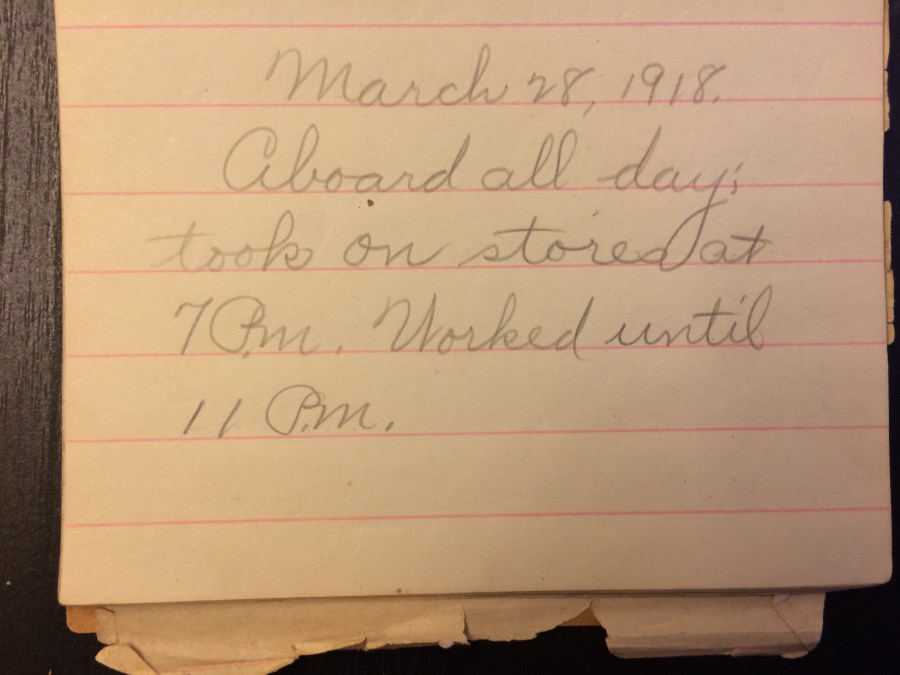 March 28, 1918.
Aboard all day;
took on stores at
7 P.m. Worked until
11 P.m.